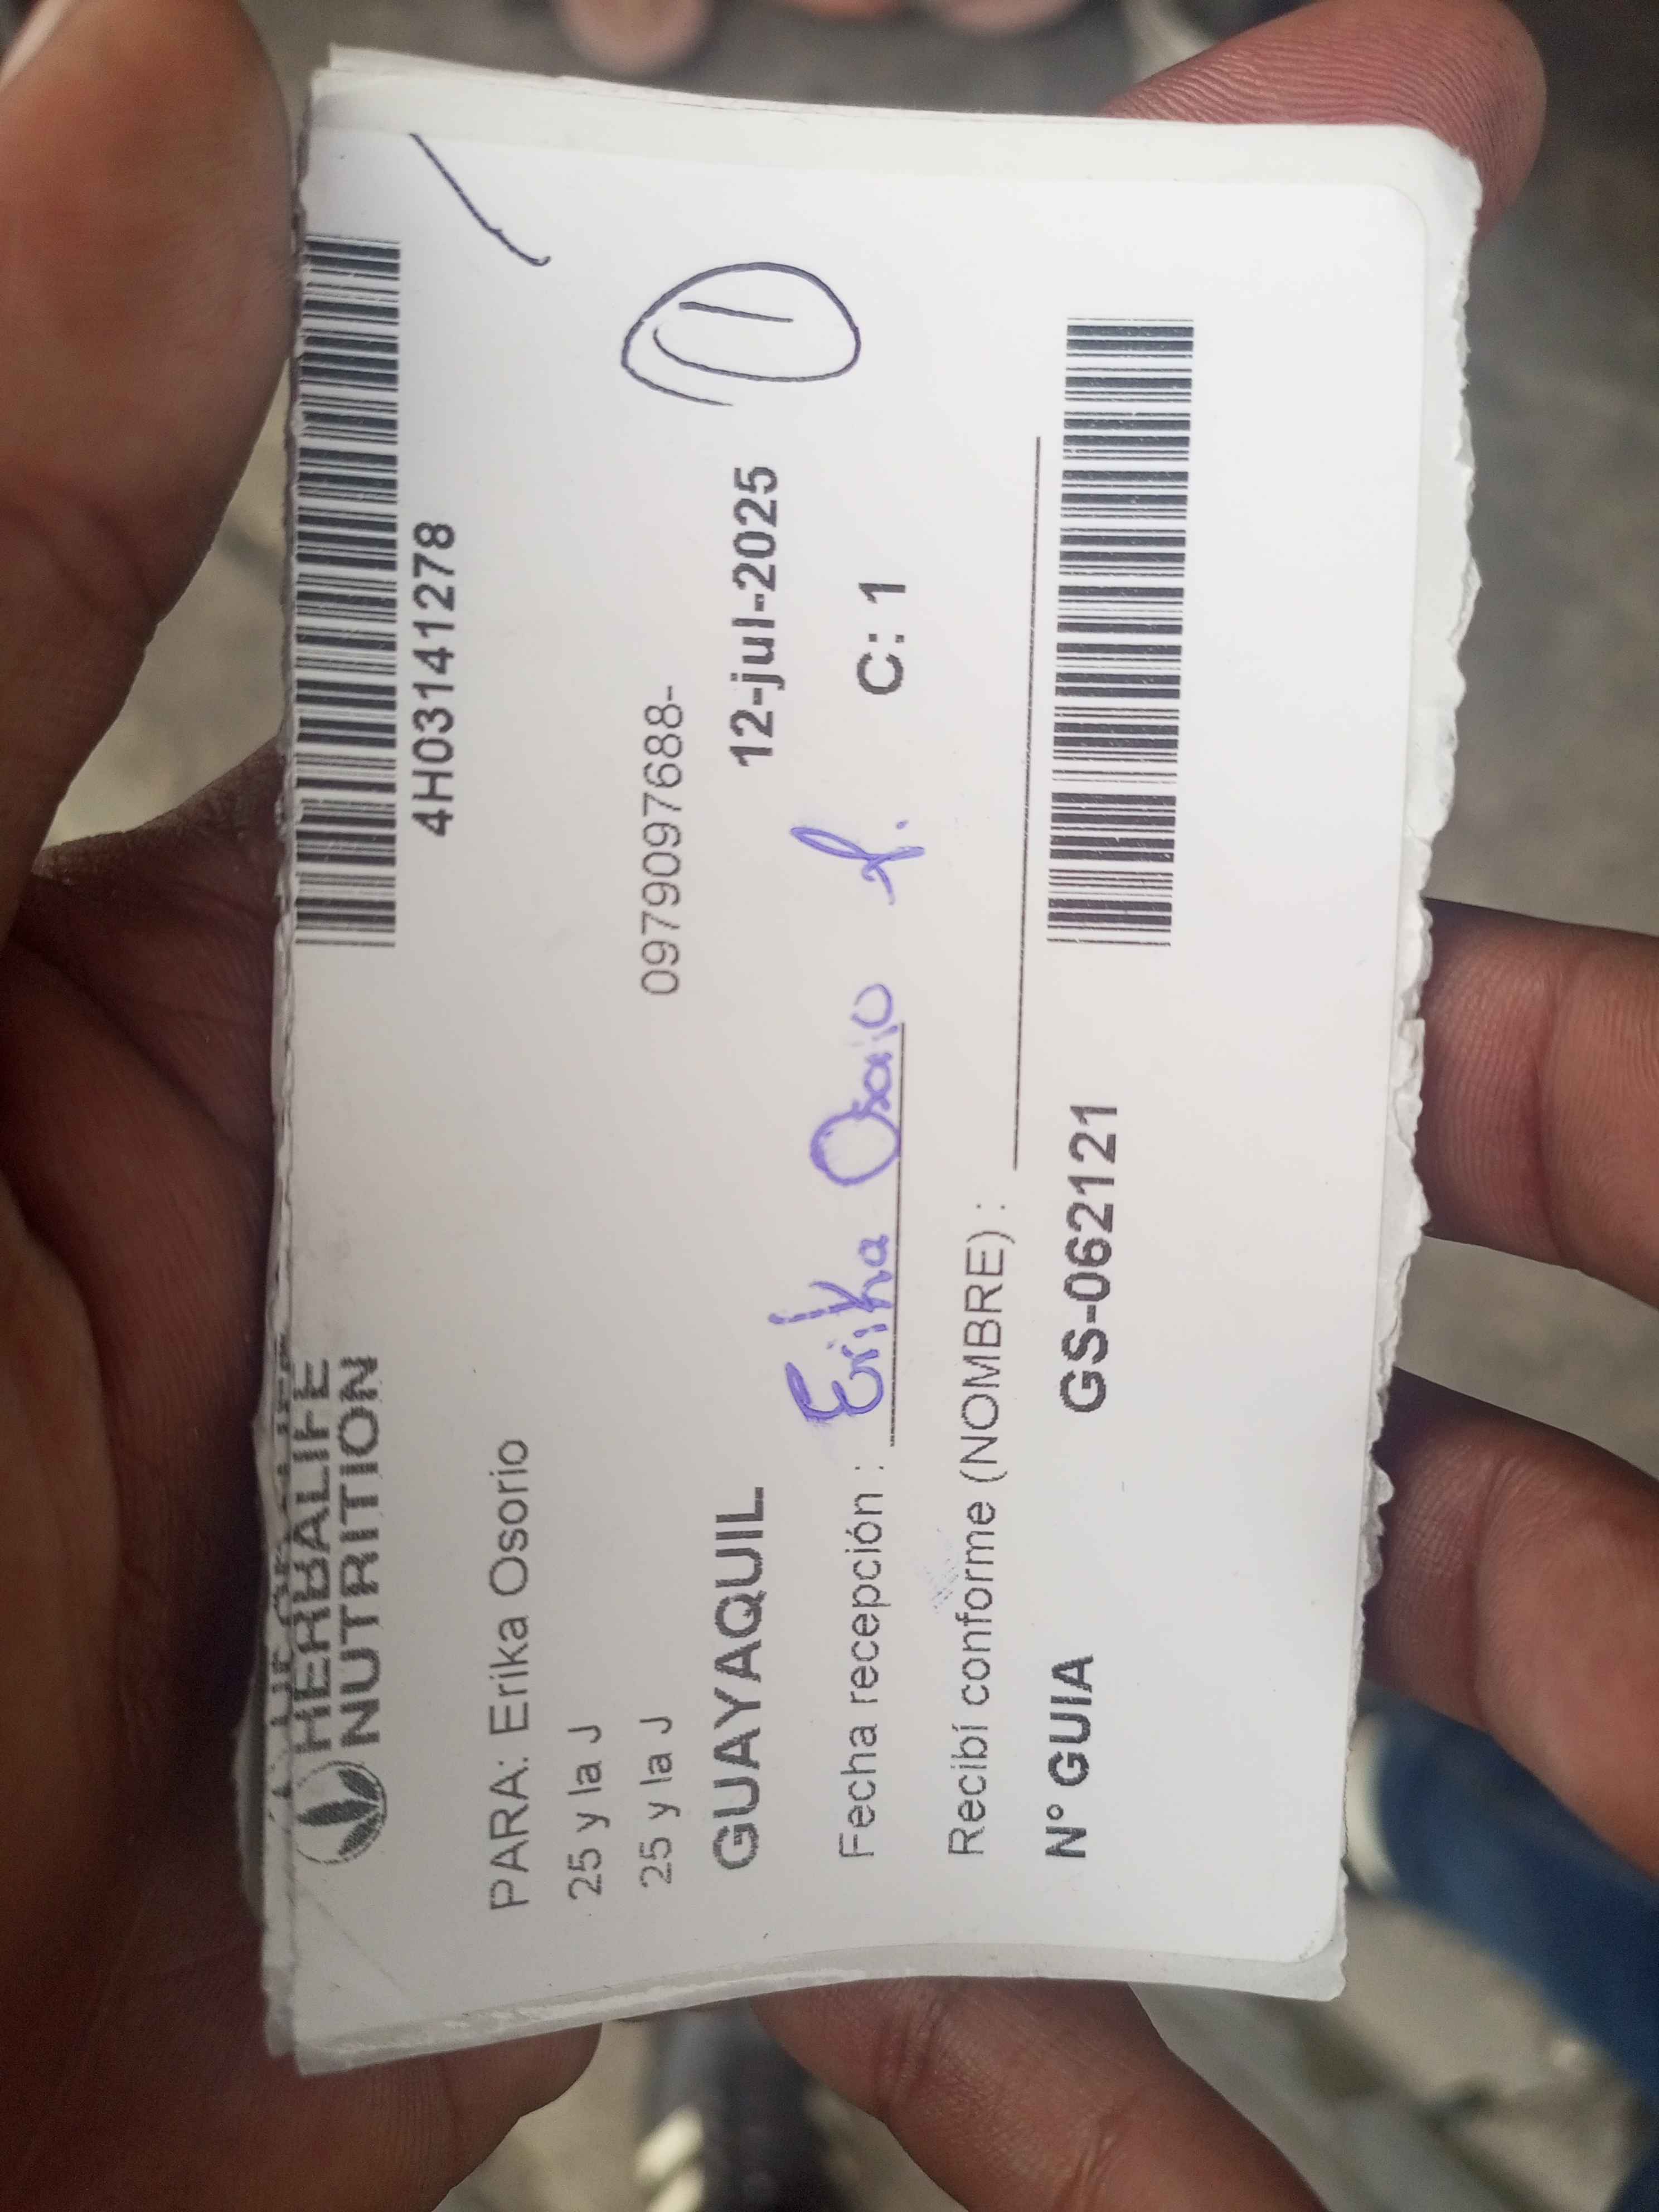 HERBALIFE
NUTRITION
4H03141278
PARA: Erika Osorio
25 y la J
25 y la J 0979097688-
GUAYAQUIL 12-jul-2025
Fecha recepción : Erika Osorio C: 1
Recibí conforme (NOMBRE) :
N° GUIA GS-062121